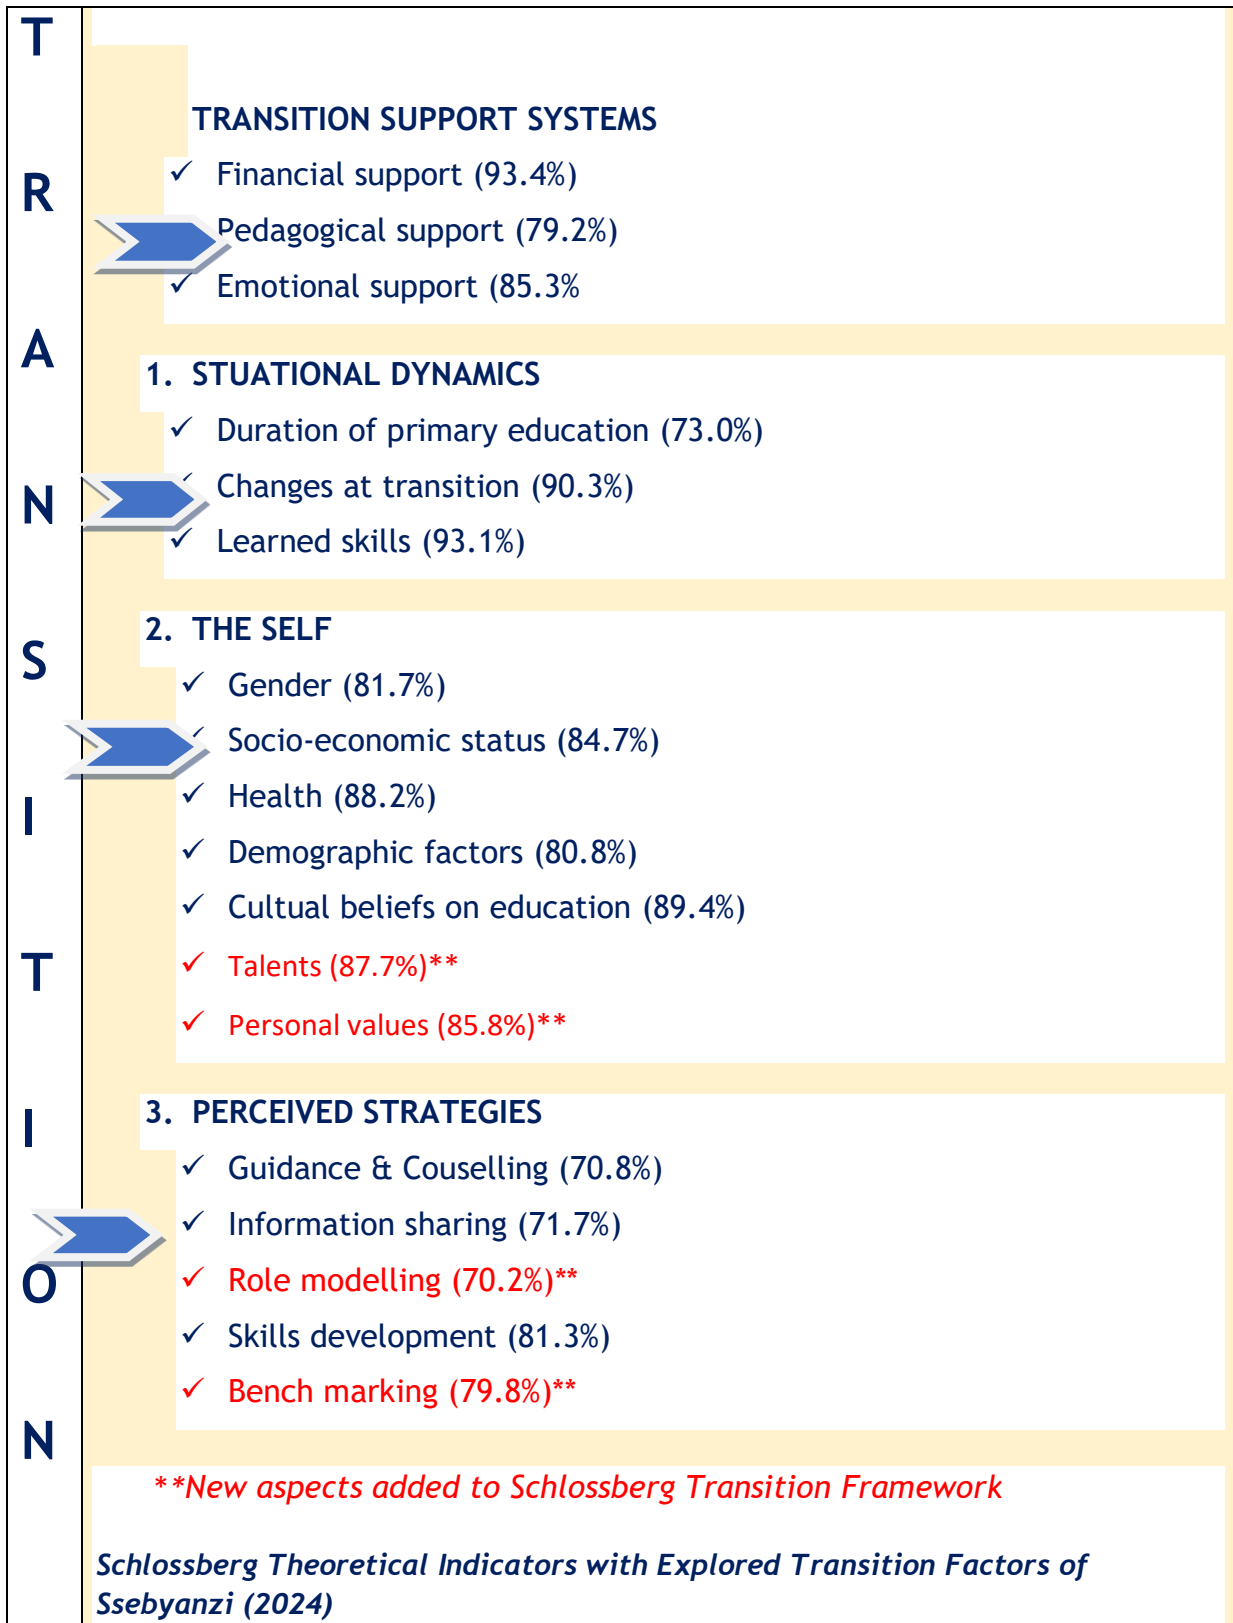 T
R
A
N
S
I
T
I
O
N
TRANSITION SUPPORT SYSTEMS
✓ Financial support (93.4%)
Pedagogical support (79.2%)
✓ Emotional support (85.3%
1. STUATIONAL DYNAMICS
✓ Duration of primary education (73.0%)
✓ Changes at transition (90.3%)
✓ Learned skills (93.1%)
2. THE SELF
✓ Gender (81.7%)
✓ Socio-economic status (84.7%)
✓ Health (88.2%)
✓ Demographic factors (80.8%)
✓ Cultual beliefs on education (89.4%)
✓ Talents (87.7%)**
✓ Personal values (85.8%)**
3. PERCEIVED STRATEGIES
✓ Guidance & Couselling (70.8%)
✓ Information sharing (71.7%)
✓ Role modelling (70.2%)**
✓ Skills development (81.3%)
✓ Bench marking (79.8%)**
**New aspects added to Schlossberg Transition Framework
Schlossberg Theoretical Indicators with Explored Transition Factors of
Ssebyanzi (2024)